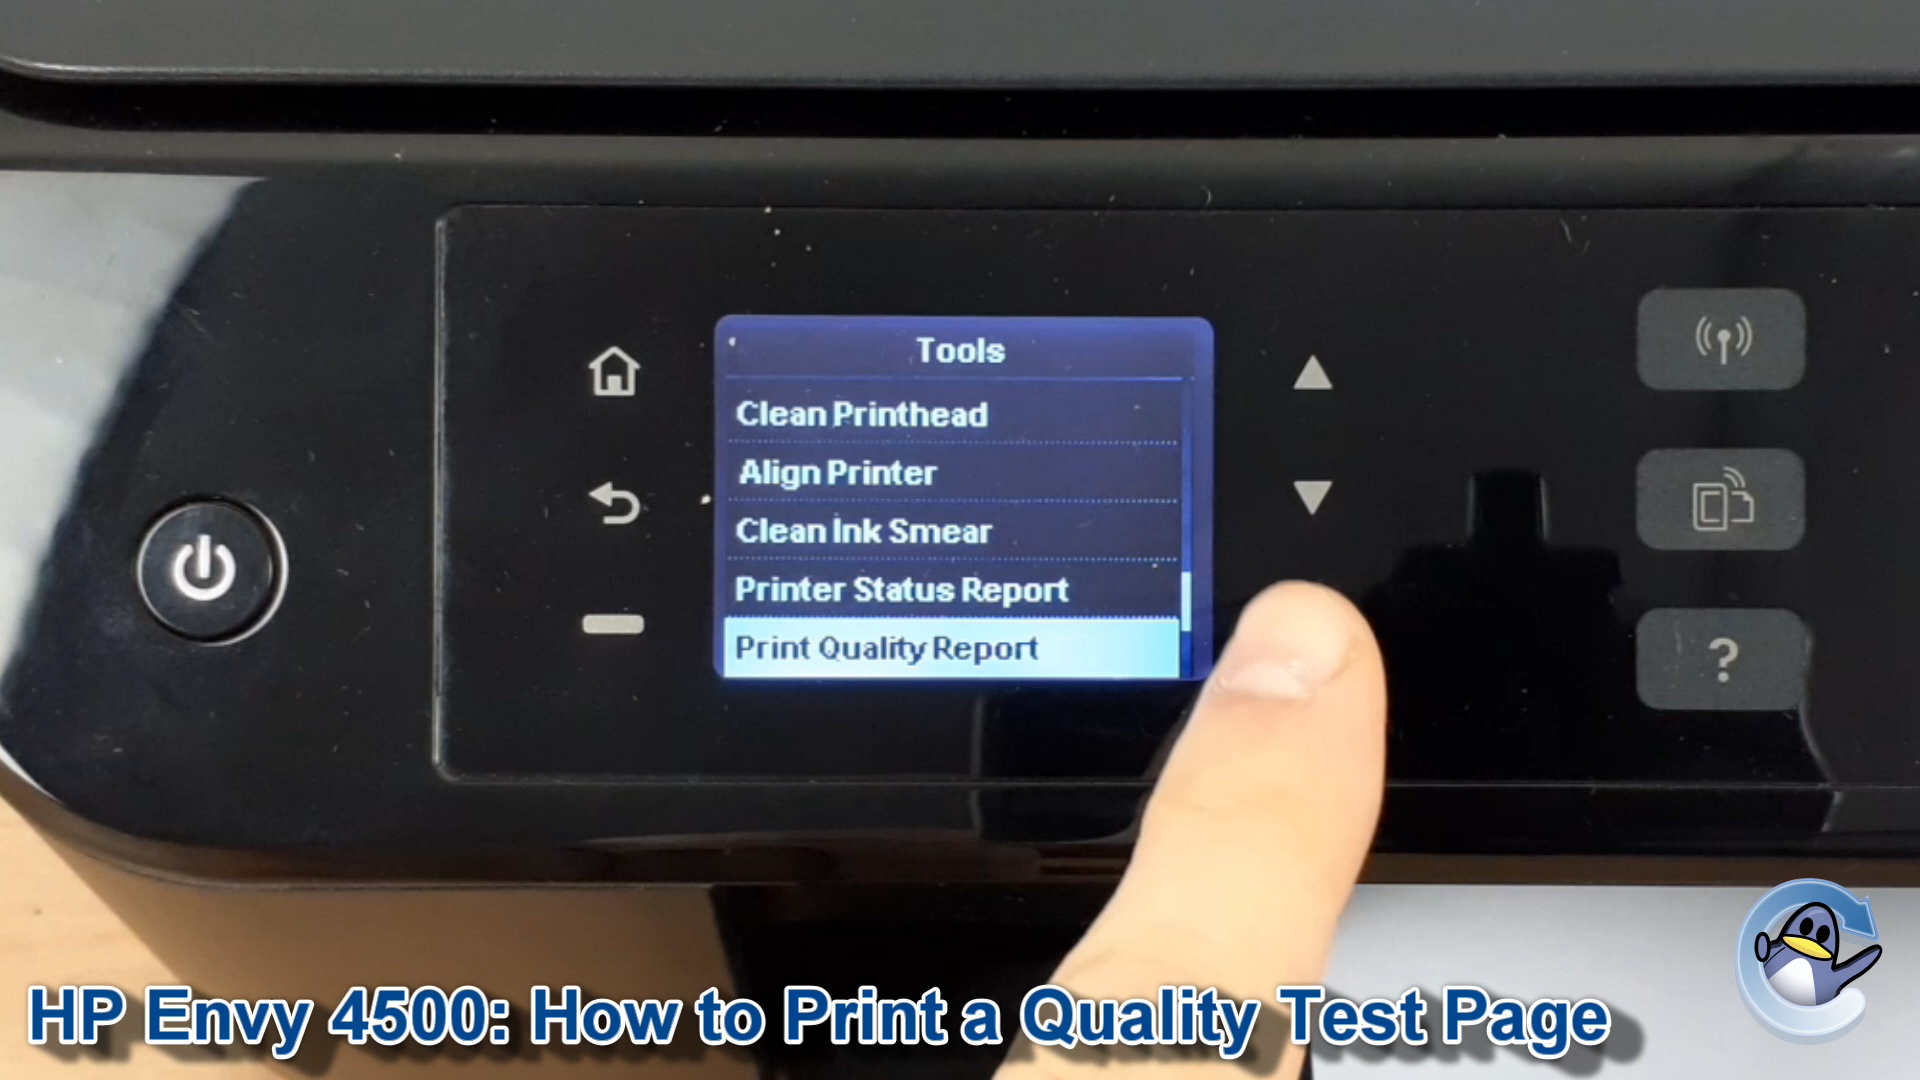 Tools
Clean Printhead
Align Printer
Clean Ink Smear
Printer Status Report
Print Quality Report
?
HP Envy 4500: How to Print a Quality Test Page